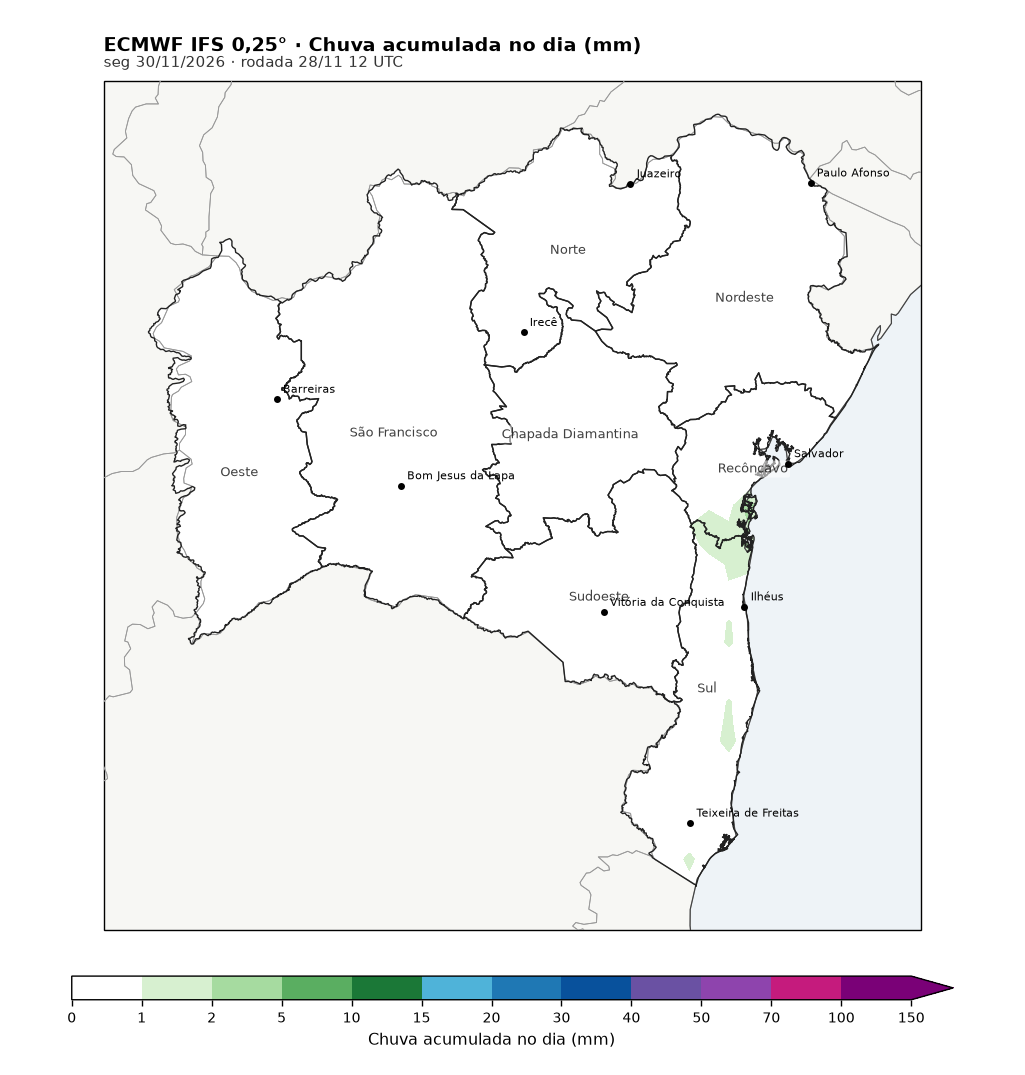 ECMWF IFS 0,25° · Chuva acumulada no dia (mm)
seg 30/11/2026 · rodada 28/11 12 UTC
Juazeiro
Paulo Afonso
Norte
Nordeste
Irecê
Barreiras
São Francisco
Chapada Diamantina
Salvador
Oeste
Recôncavo
Bom Jesus da Lapa
Sudoeste
Ilhéus
Vitória da Conquista
Sul
Teixeira de Freitas
0 1 2 5 10 15 20 30 40 50 70 100 150
Chuva acumulada no dia (mm)